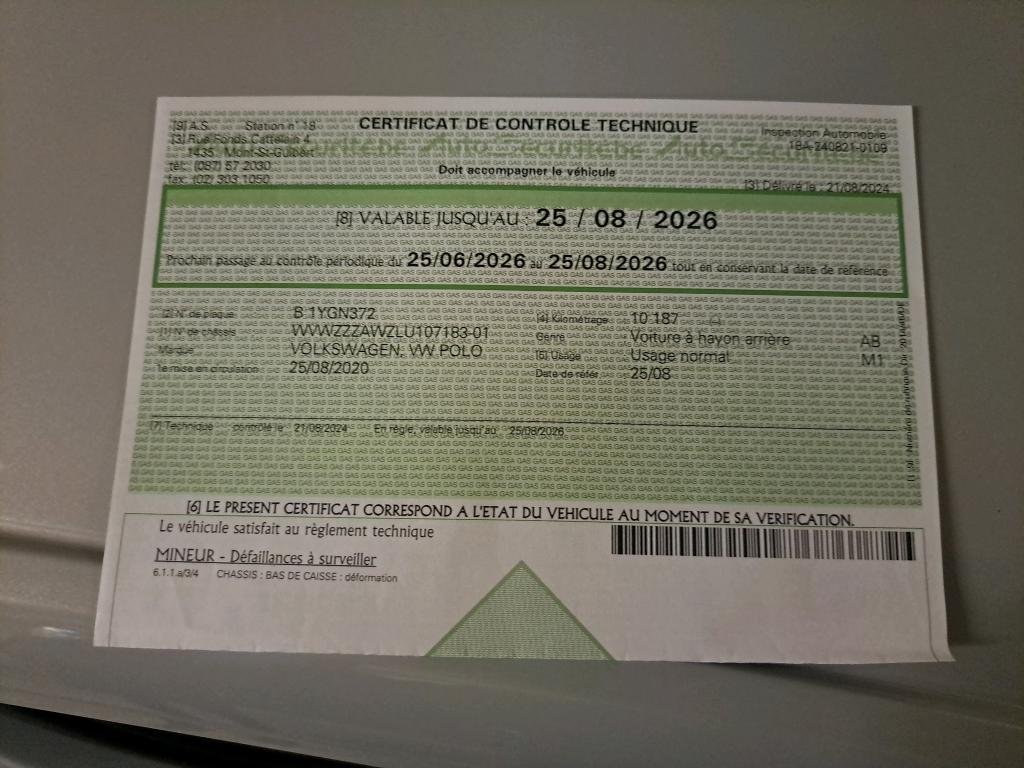 [9] A.S. Station n° 18
[3] Rue Fonds Cattelain 4
1435 Mont-St-Guibert
tél: (087) 57 2030
fax: (02) 303 1050
CERTIFICAT DE CONTROLE TECHNIQUE
Auto Sécurité
Doit accompagner le véhicule
Inspection Automobile
18A-240821-0109
[3] Délivré le : 21/08/2024
[8] VALABLE JUSQU'AU : 25 / 08 / 2026
Prochain passage au contrôle périodique du 25/06/2026 au 25/08/2026 tout en conservant la date de référence
[2] N° de plaque B 1YGN372
[1] N° de châssis WVWZZZAWZLU107183-01
Marque VOLKSWAGEN, VW POLO
1e mise en circulation 25/08/2020
[4] Kilométrage 10 187
Genre Voiture à hayon arrière AB
[5] Usage Usage normal M1
Date de référ. 25/08
[7] Technique contrôlé le 21/08/2024 En règle, valable jusqu'au 25/08/2026
[6] LE PRESENT CERTIFICAT CORRESPOND A L'ETAT DU VEHICULE AU MOMENT DE SA VERIFICATION.
Le véhicule satisfait au règlement technique
MINEUR - Défaillances à surveiller
6.1.1.a/3/4 CHASSIS : BAS DE CAISSE : déformation